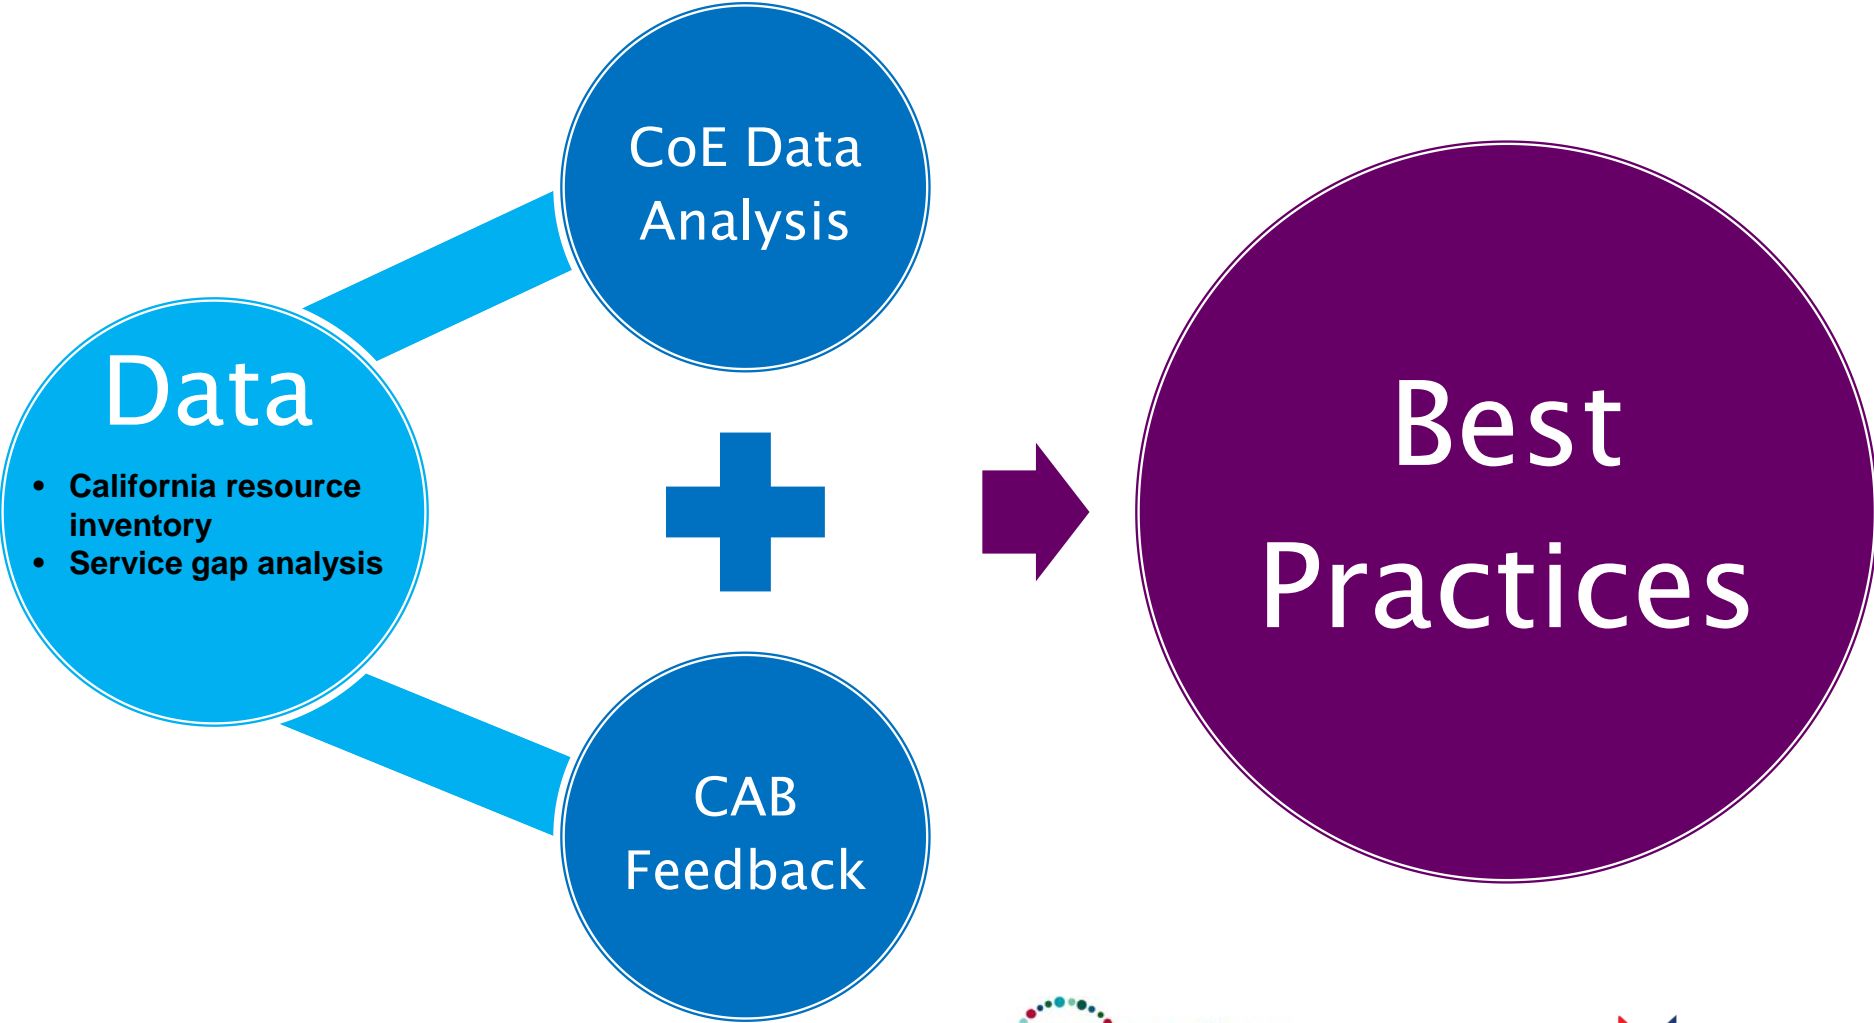 Data
• California resource
inventory
• Service gap analysis
CoE Data
Analysis
CAB
Feedback
Best
Practices